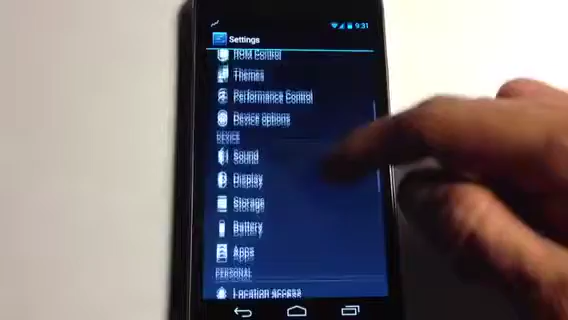 9:31
Settings
ROM Control
Themes
Performance Control
Device options
DEVICE
Sound
Display
Storage
Battery
Apps
PERSONAL
Location access